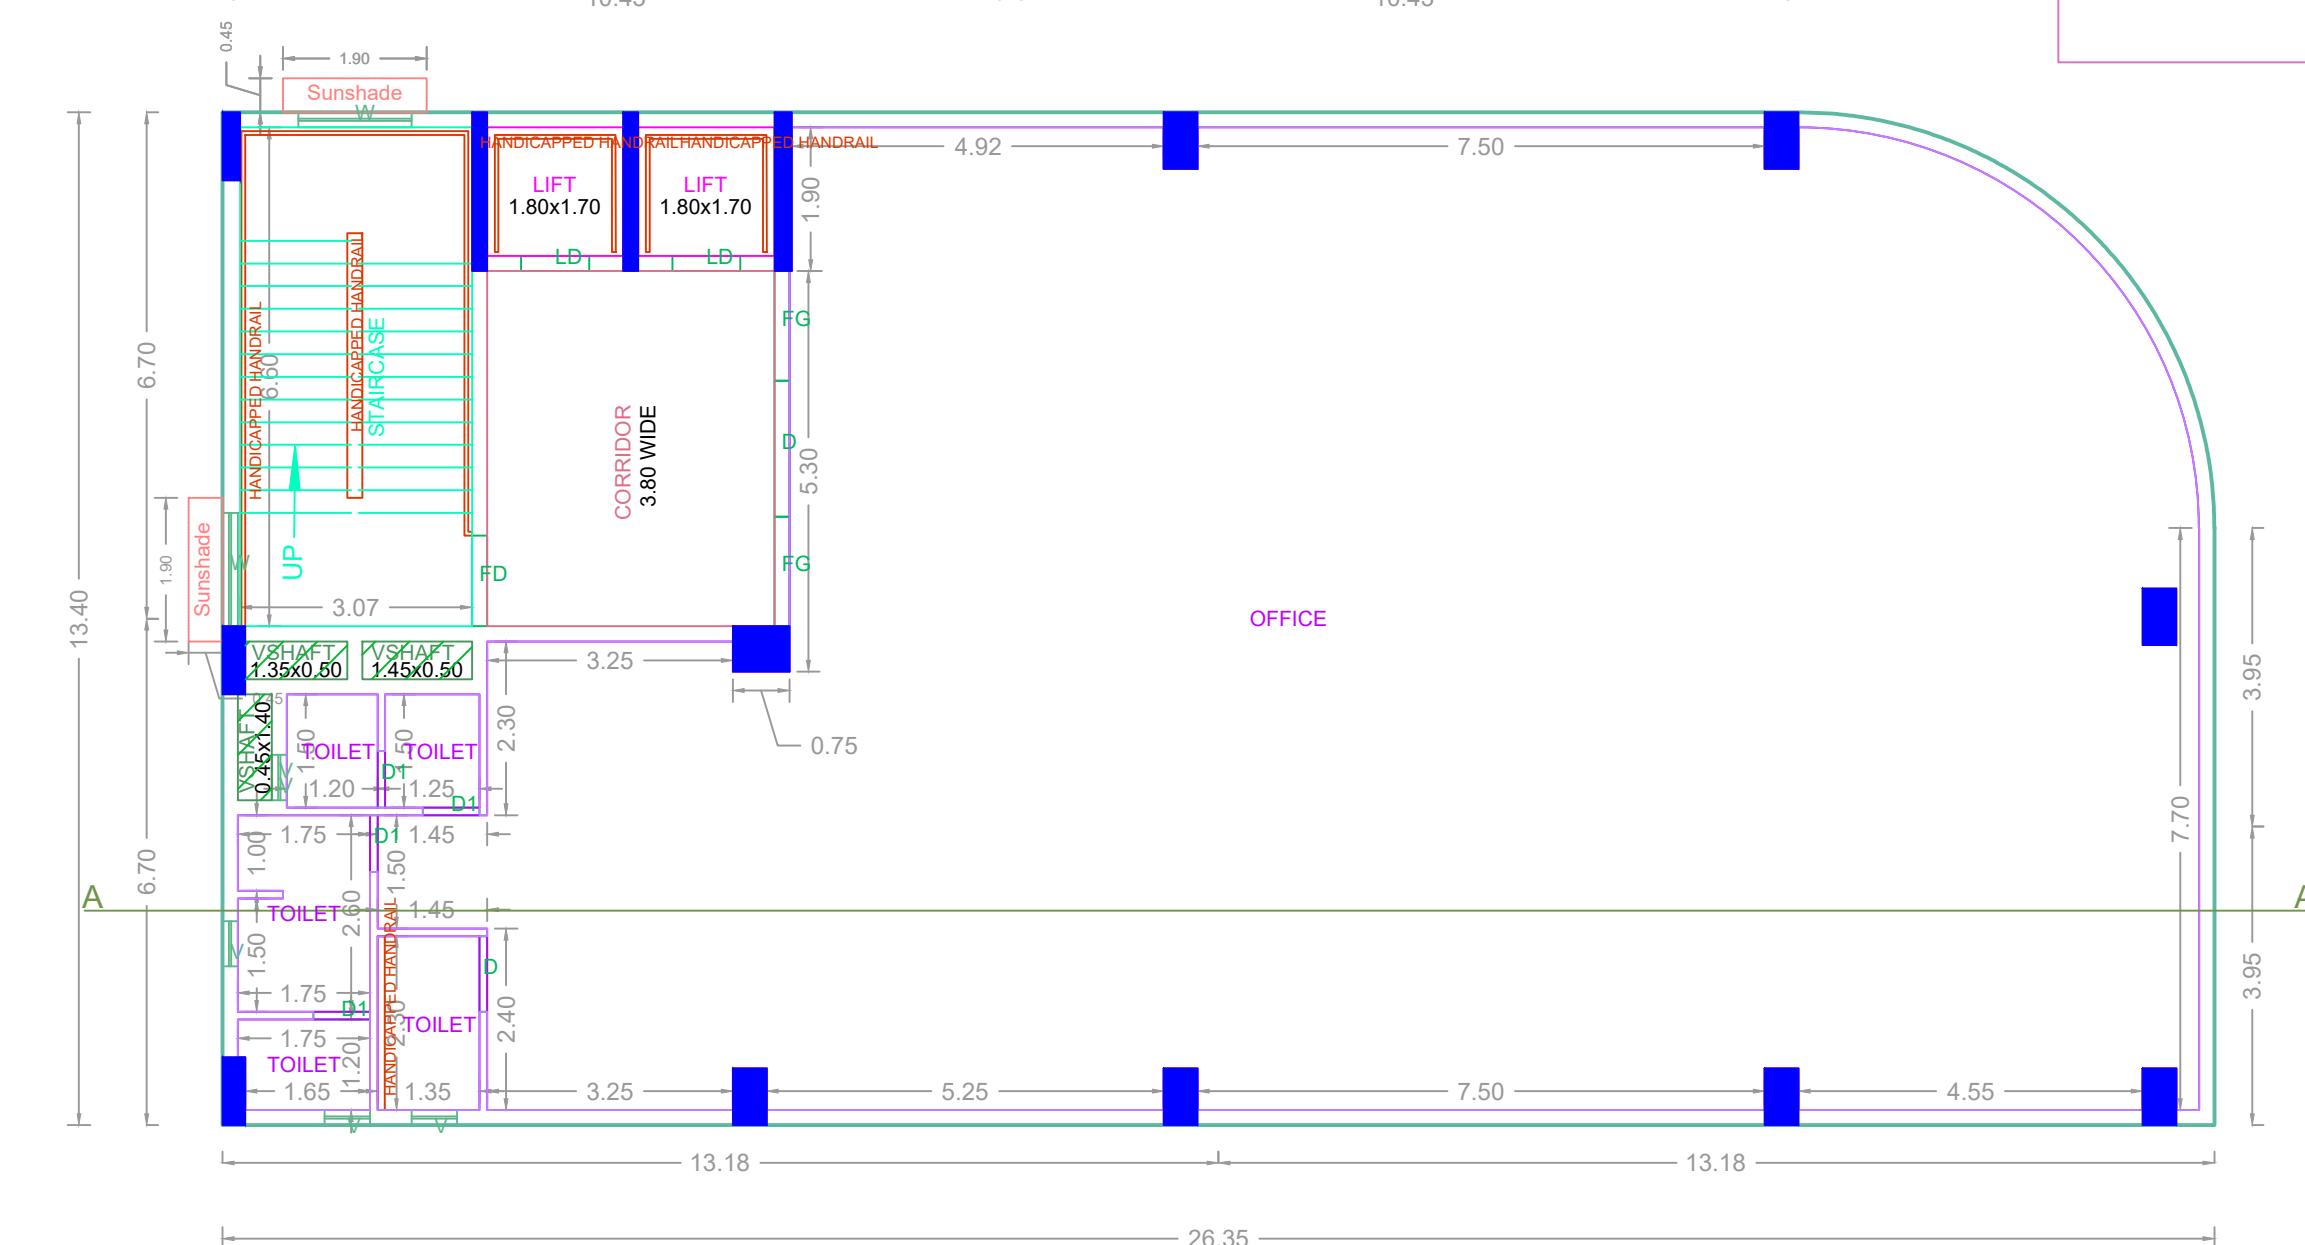 10.45
10.45
0.45
1.90
Sunshade
W
HANDICAPPED HANDRAIL
HANDICAPPED HANDRAIL
4.92
7.50
LIFT
1.80x1.70
LIFT
1.80x1.70
1.90
LD
LD
HANDICAPPED HANDRAIL
HANDICAPPED HANDRAIL
STAIRCASE
6.60
6.70
FG
CORRIDOR
3.80 WIDE
D
5.30
13.40
1.90
Sunshade
W
UP
FD
FG
3.07
OFFICE
VSHAFT
1.35x0.50
VSHAFT
1.45x0.50
3.25
3.95
0.45
VSHAFT
0.45x1.40
V
1.50
TOILET
1.50
TOILET
2.30
0.75
D1
1.20
1.25
D1
7.70
1.75
D1
1.45
1.00
1.50
6.70
A
A
TOILET
2.60
1.45
HANDICAPPED HANDRAIL
V
1.50
D
3.95
1.75
D1
2.30
TOILET
2.40
1.75
TOILET
1.20
1.65
1.35
3.25
5.25
7.50
4.55
V
V
13.18
13.18
26.35